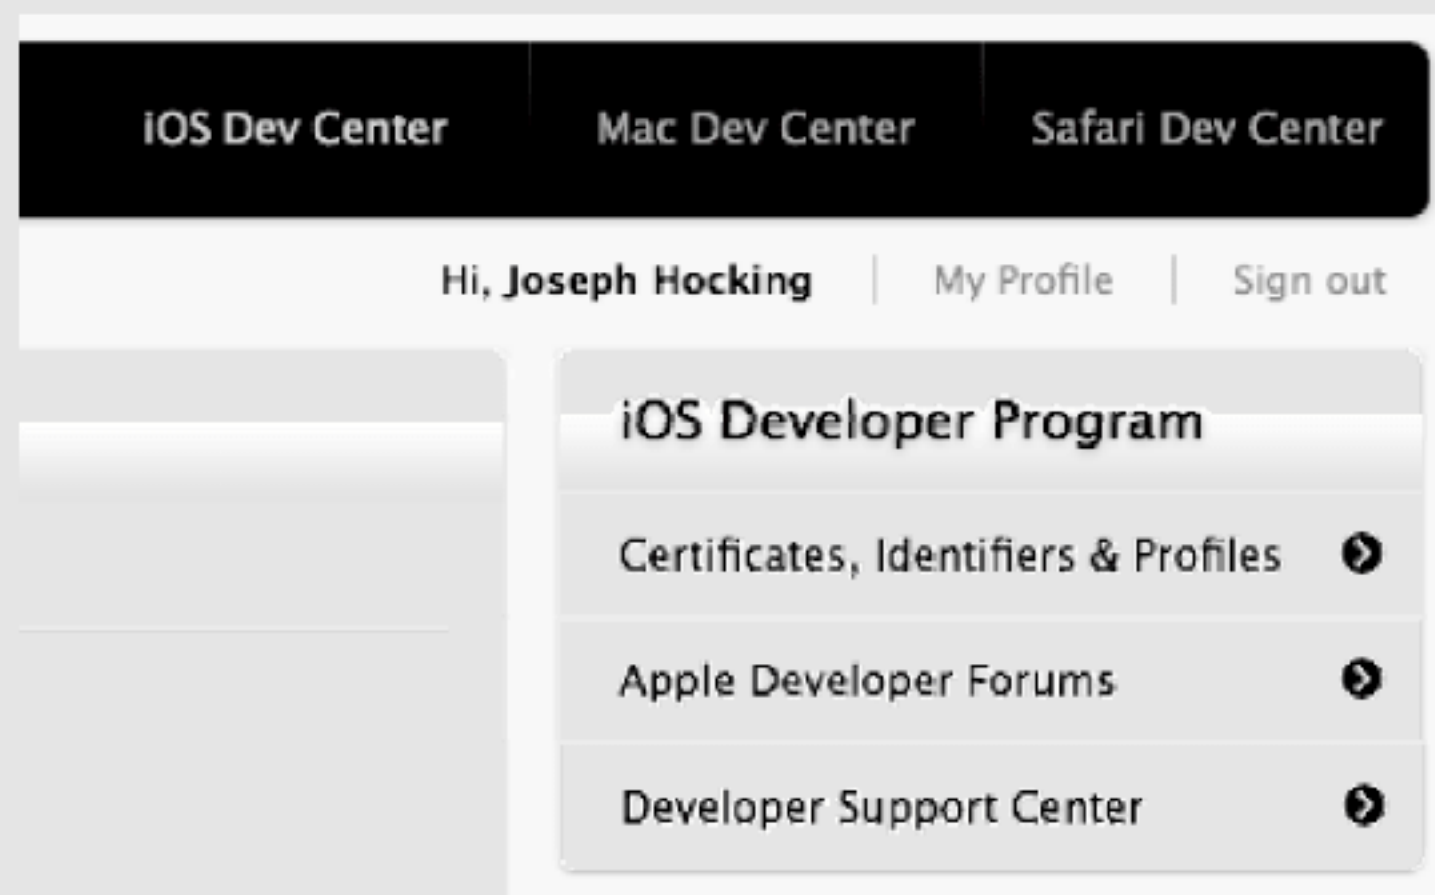 iOS Dev Center Mac Dev Center Safari Dev Center
Hi, Joseph Hocking My Profile Sign out
iOS Developer Program
Certificates, Identifiers & Profiles
Apple Developer Forums
Developer Support Center